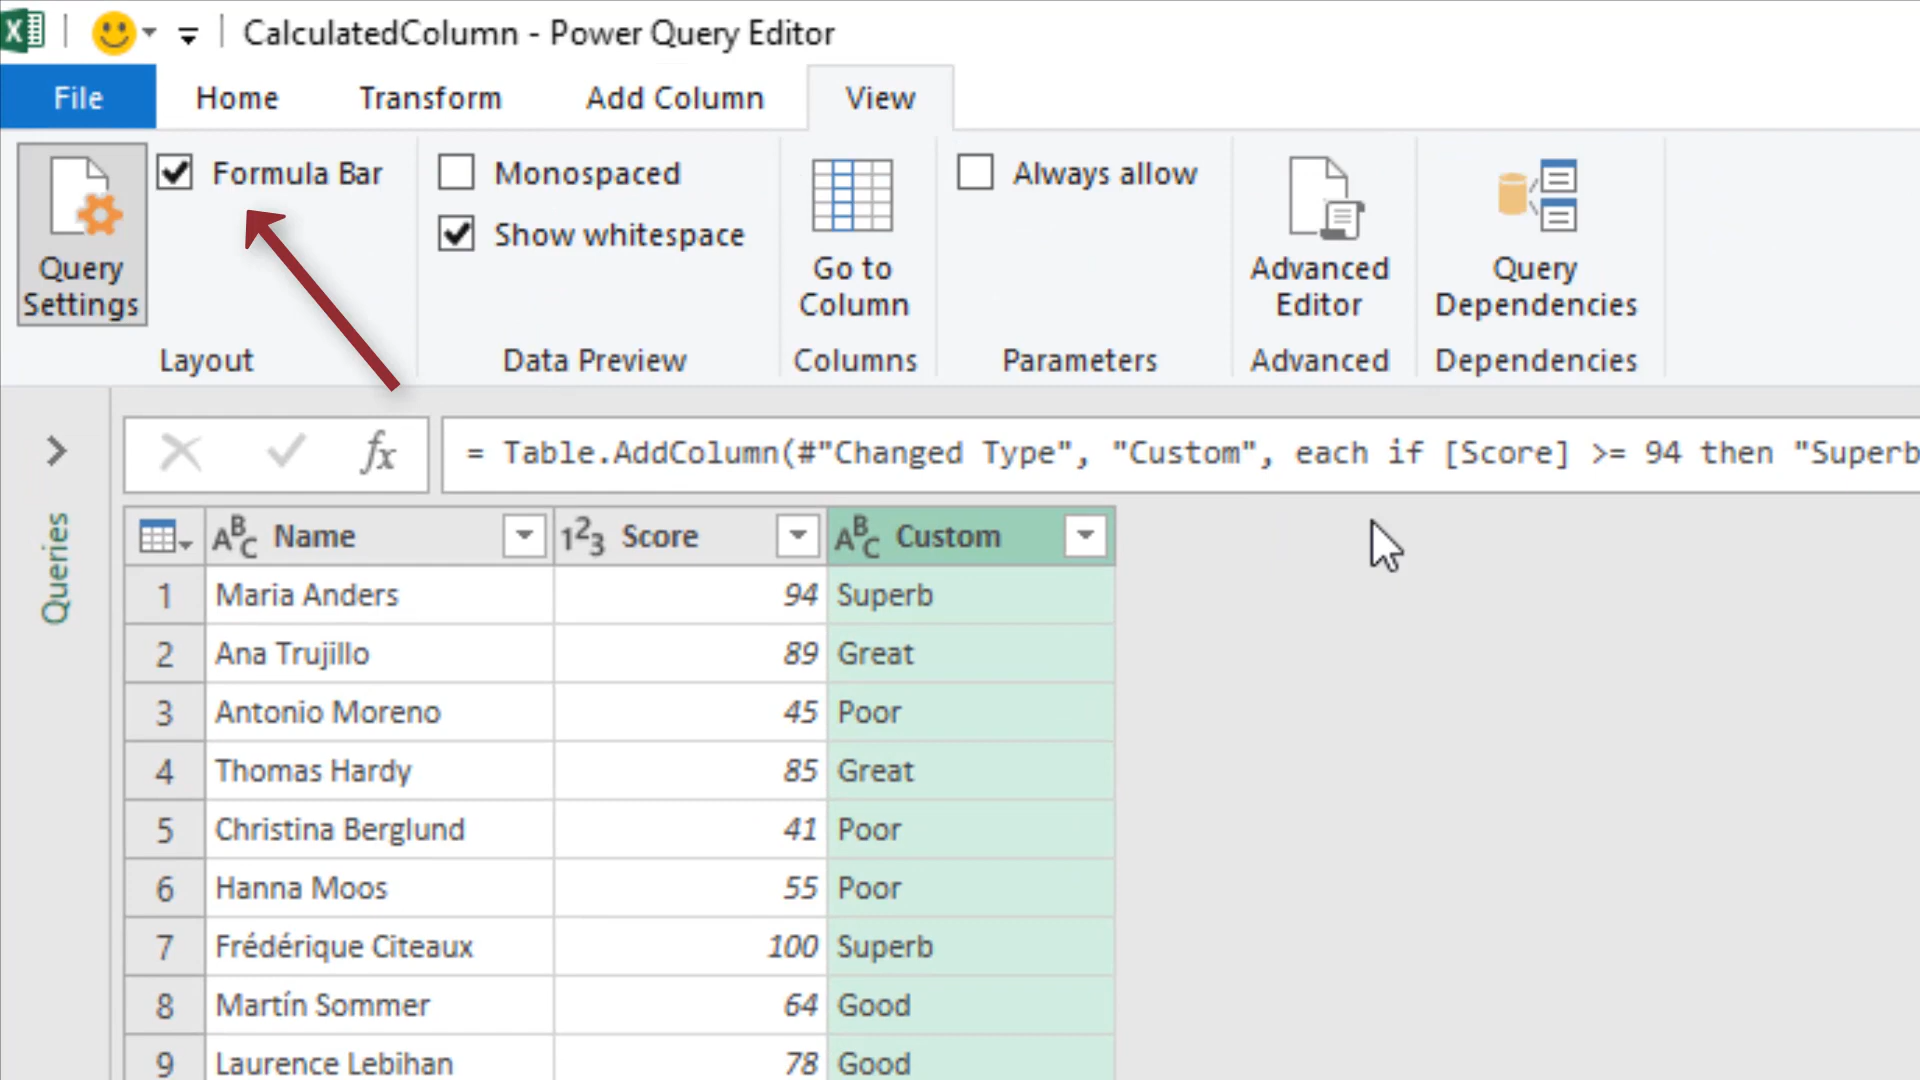 CalculatedColumn - Power Query Editor
File Home Transform Add Column View
Formula Bar Monospaced Always allow
Show whitespace
Query Settings Go to Column Advanced Editor Query Dependencies
Layout Data Preview Columns Parameters Advanced Dependencies
fx = Table.AddColumn(#"Changed Type", "Custom", each if [Score] >= 94 then "Superb
Queries
ABC Name 123 Score ABC Custom
1 Maria Anders 94 Superb
2 Ana Trujillo 89 Great
3 Antonio Moreno 45 Poor
4 Thomas Hardy 85 Great
5 Christina Berglund 41 Poor
6 Hanna Moos 55 Poor
7 Frédérique Citeaux 100 Superb
8 Martín Sommer 64 Good
9 Laurence Lebihan 78 Good